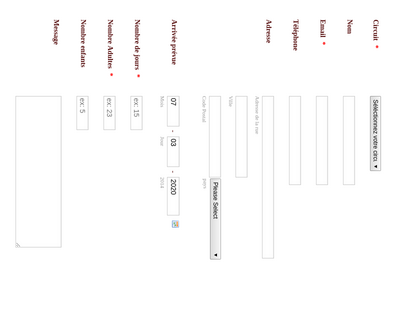 Circuit *
Sélectionnez votre circu
Nom
Email *
Téléphone
Adresse
Adresse de la rue
Ville
Code Postal
pays
Please Select
Arrivée prévue
07 - 03 - 2020
Mois Jour 2014
Nombre de jours *
ex: 15
Nombre Adultes *
ex: 23
Nombre enfants
ex: 5
Message